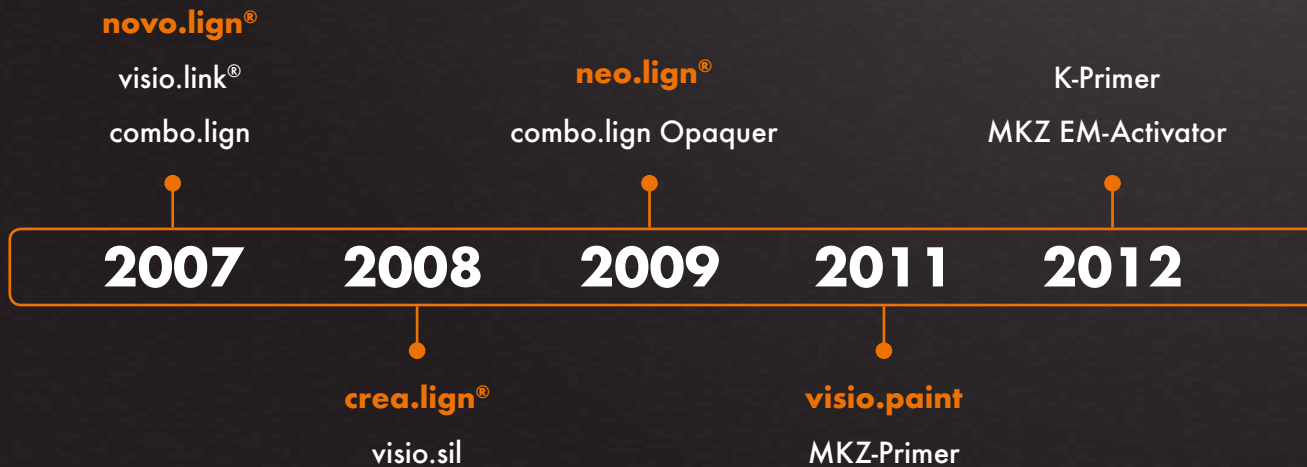 novo.lign®
visio.link®
combo.lign
neo.lign®
combo.lign Opaquer
K-Primer
MKZ EM-Activator
2007 2008 2009 2011 2012
crea.lign®
visio.sil
visio.paint
MKZ-Primer